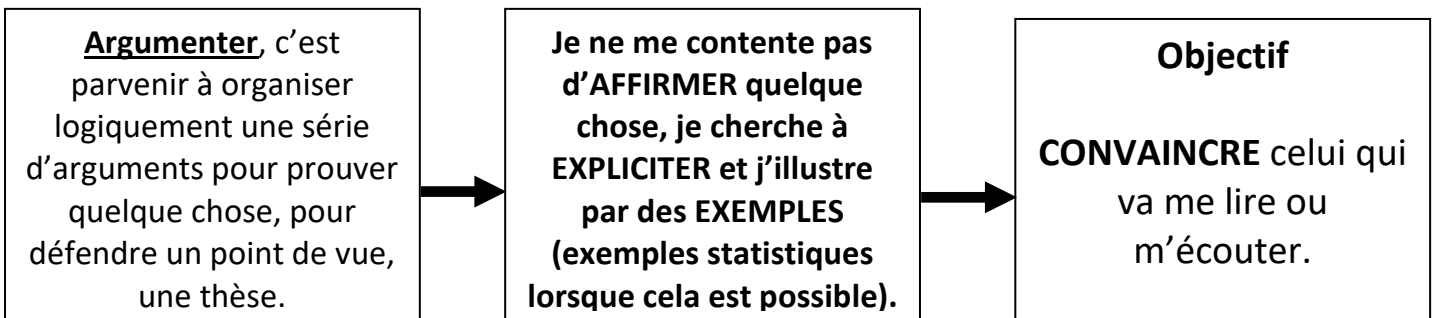 Argumenter, c’est
parvenir à organiser
logiquement une série
d’arguments pour prouver
quelque chose, pour
défendre un point de vue,
une thèse.
Je ne me contente pas
d’AFFIRMER quelque
chose, je cherche à
EXPLICITER et j’illustre
par des EXEMPLES
(exemples statistiques
lorsque cela est possible).
Objectif
CONVAINCRE celui qui
va me lire ou
m’écouter.